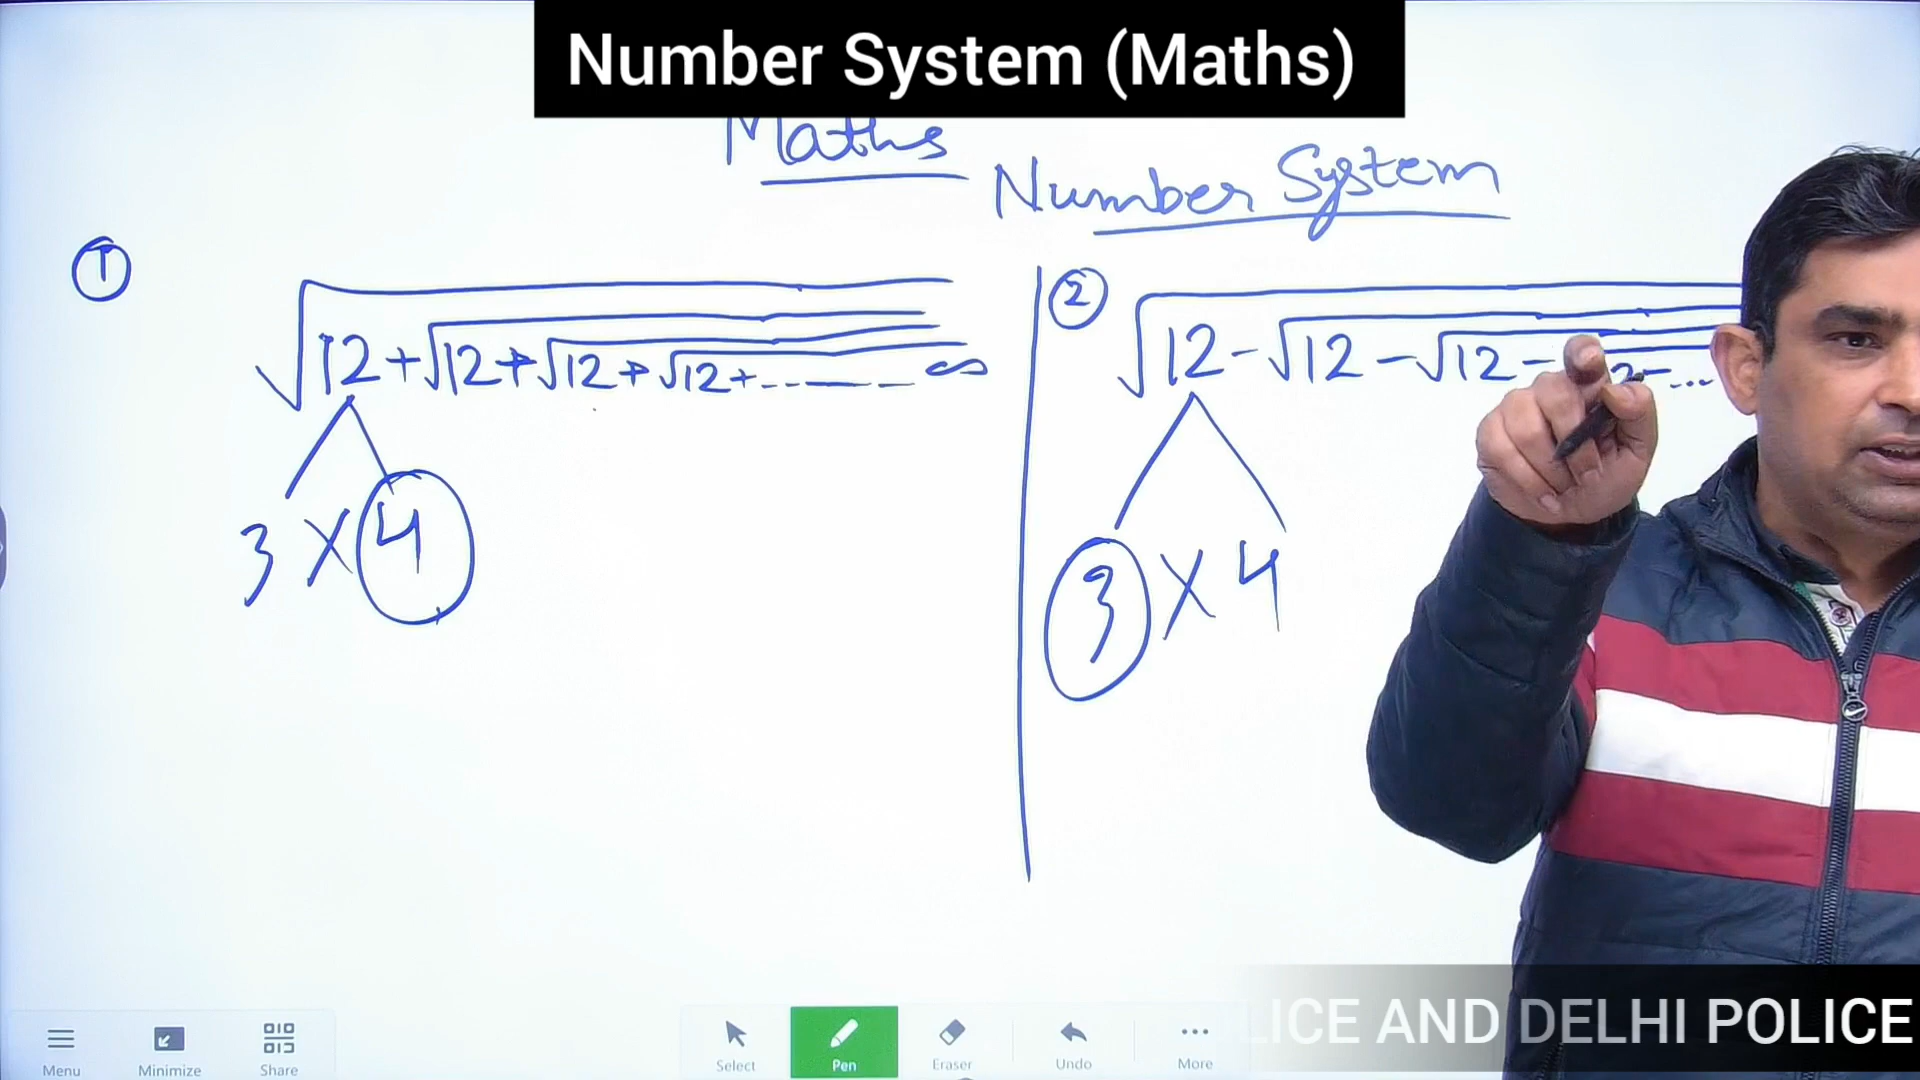 Number System (Maths)
Maths
Number System
① √12+√12+√12+√12+------ ∞
② √12-√12-√12-
3 X 4
3 X 4
LICE AND DELHI POLICE
Menu Minimize Share Select Pen Eraser Undo More